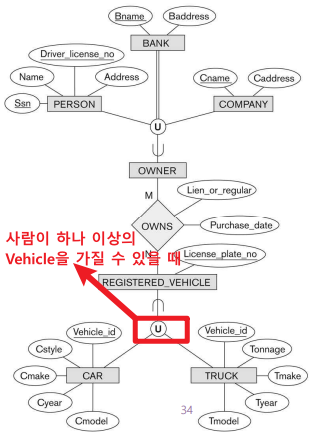 Bname
Baddress
BANK
Driver_license_no
Name
Address
Ssn
PERSON
Cname
Caddress
COMPANY
U
OWNER
M
Lien_or_regular
OWNS
Purchase_date
사람이 하나 이상의
Vehicle을 가질 수 있을 때
N
License_plate_no
REGISTERED_VEHICLE
U
Vehicle_id
Cstyle
Cmake
CAR
Cyear
Cmodel
Vehicle_id
Tonnage
Tmake
TRUCK
Tyear
Tmodel
34